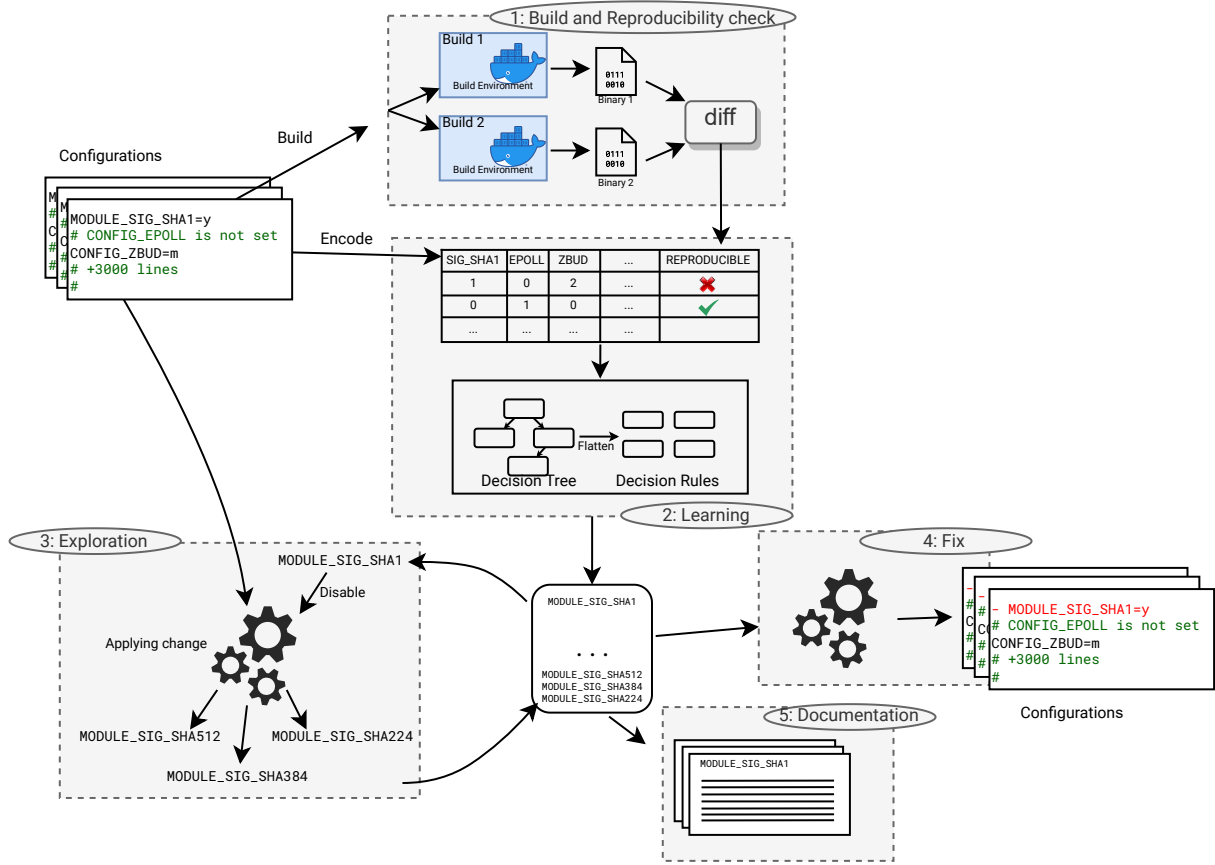 1: Build and Reproducibility check
Build 1
Build Environment
0111
0010
Binary 1
diff
Build 2
Build Environment
0111
0010
Binary 2
Build
Configurations
M
#
C
#
#
M
#
C
#
#
MODULE_SIG_SHA1=y
# CONFIG_EPOLL is not set
CONFIG_ZBUD=m
# +3000 lines
#
Encode
SIG_SHA1 EPOLL ZBUD ... REPRODUCIBLE
1 0 2 ...
0 1 0 ...
... ... ... ...
Flatten
Decision Tree Decision Rules
2: Learning
3: Exploration
MODULE_SIG_SHA1
Disable
Applying change
MODULE_SIG_SHA512
MODULE_SIG_SHA224
MODULE_SIG_SHA384
MODULE_SIG_SHA1
...
MODULE_SIG_SHA512
MODULE_SIG_SHA384
MODULE_SIG_SHA224
4: Fix
-
#
C
#
#
-
#
C
#
#
- MODULE_SIG_SHA1=y
# CONFIG_EPOLL is not set
CONFIG_ZBUD=m
# +3000 lines
#
Configurations
5: Documentation
MODULE_SIG_SHA1